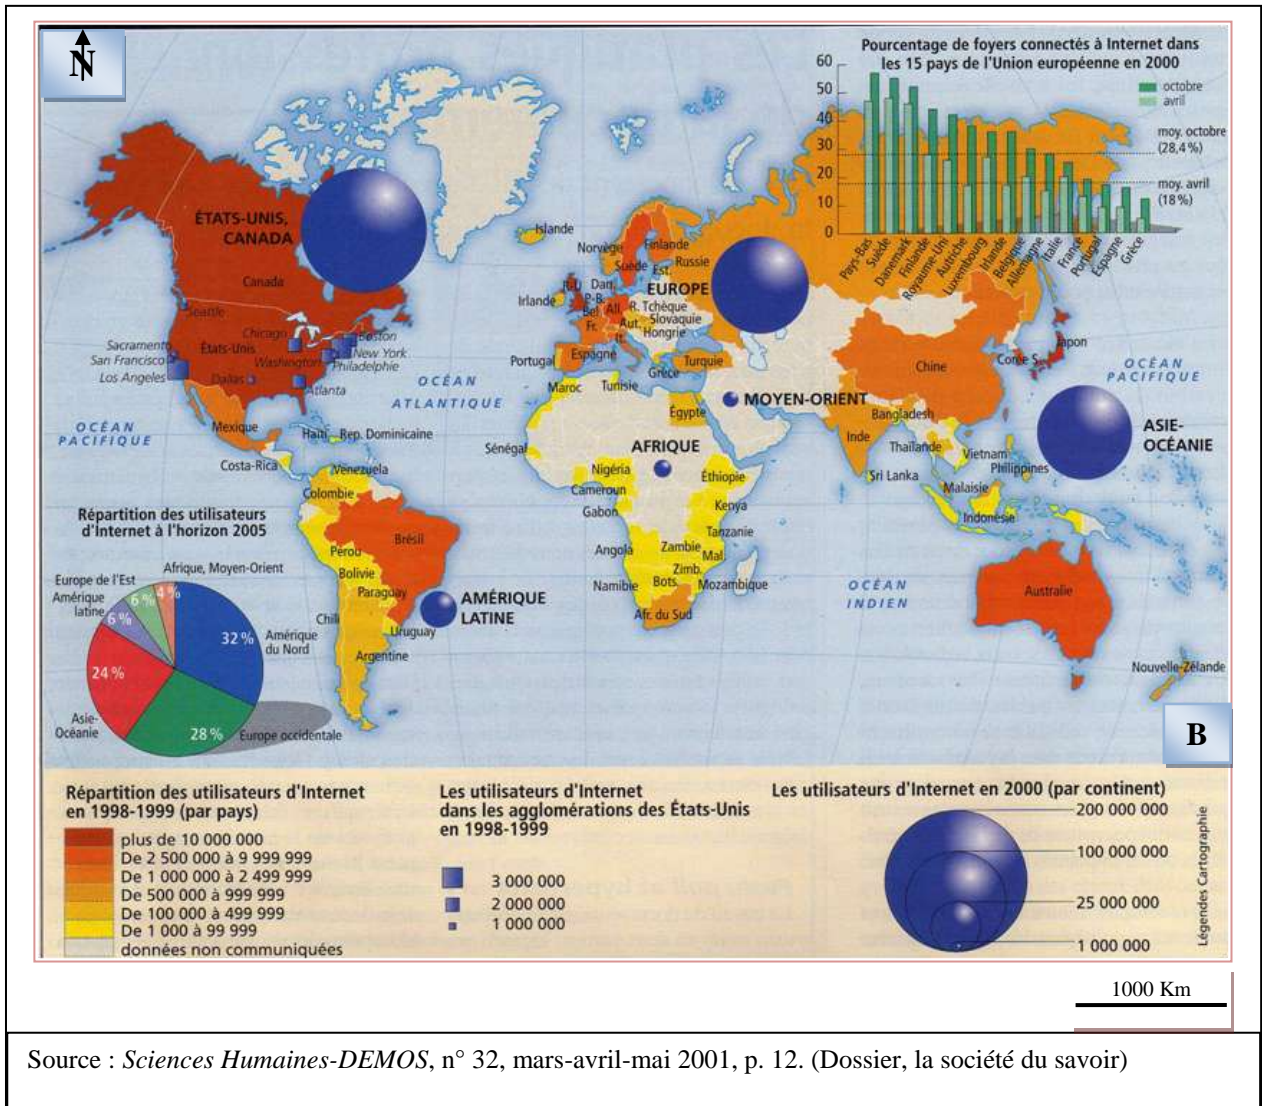 N
Pourcentage de foyers connectés à Internet dans
les 15 pays de l'Union européenne en 2000
60
50
40
30
20
10
0
octobre
avril
moy. octobre
(28,4 %)
moy. avril
(18 %)
Pays-Bas
Suède
Danemark
Finlande
Royaume-Uni
Autriche
Luxembourg
Irlande
Belgique
Allemagne
Italie
France
Portugal
Espagne
Grèce
ÉTATS-UNIS,
CANADA
Canada
Seattle
Chicago
Boston
Sacramento
États-Unis
New York
San Francisco
Washington
Philadelphie
Los Angeles
Dallas
Atlanta
OCÉAN
ATLANTIQUE
OCÉAN
PACIFIQUE
Mexique
Haïti
Rep. Dominicaine
Costa-Rica
Venezuela
Colombie
Brésil
Perou
Bolivie
Paraguay
Chili
Uruguay
Argentine
AMÉRIQUE
LATINE
Islande
Norvège
Finlande
Suède
Est.
Russie
EUROPE
Irlande
R.-U.
Dan.
P-B.
Bel
All
R. Tchèque
Slovaquie
Fr.
Aut.
Hongrie
It.
Portugal
Espagne
Grèce
Turquie
Maroc
Tunisie
Égypte
MOYEN-ORIENT
AFRIQUE
Sénégal
Nigéria
Éthiopie
Cameroun
Gabon
Kenya
Tanzanie
Angola
Zambie
Mal.
Zimb.
Namibie
Bots.
Mozambique
Afr. du Sud
Chine
Corée S.
Japon
OCÉAN
PACIFIQUE
Bangladesh
Inde
Thaïlande
Vietnam
Philippines
Sri Lanka
Malaisie
Indonésie
ASIE-
OCÉANIE
OCÉAN
INDIEN
Australie
Nouvelle-Zélande
Répartition des utilisateurs
d'Internet à l'horizon 2005
Afrique, Moyen-Orient
Europe de l'Est
Amérique
latine
4 %
6 %
6 %
32 %
Amérique
du Nord
24 %
Asie-
Océanie
28 %
Europe occidentale
B
Répartition des utilisateurs d'Internet
en 1998-1999 (par pays)
plus de 10 000 000
De 2 500 000 à 9 999 999
De 1 000 000 à 2 499 999
De 500 000 à 999 999
De 100 000 à 499 999
De 1 000 à 99 999
données non communiquées
Les utilisateurs d'Internet
dans les agglomérations des États-Unis
en 1998-1999
3 000 000
2 000 000
1 000 000
Les utilisateurs d'Internet en 2000 (par continent)
200 000 000
100 000 000
25 000 000
1 000 000
Légendes Cartographie
1000 Km
Source : Sciences Humaines-DEMOS, n° 32, mars-avril-mai 2001, p. 12. (Dossier, la société du savoir)